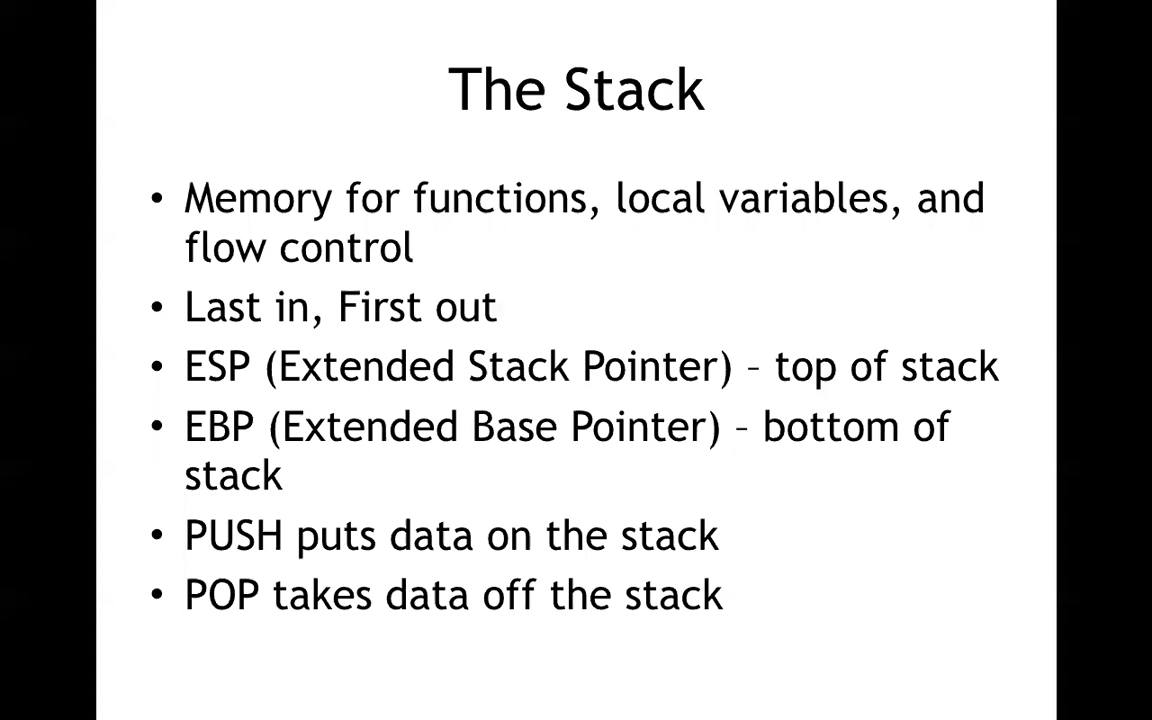 The Stack
• Memory for functions, local variables, and
flow control
• Last in, First out
• ESP (Extended Stack Pointer) – top of stack
• EBP (Extended Base Pointer) – bottom of
stack
• PUSH puts data on the stack
• POP takes data off the stack